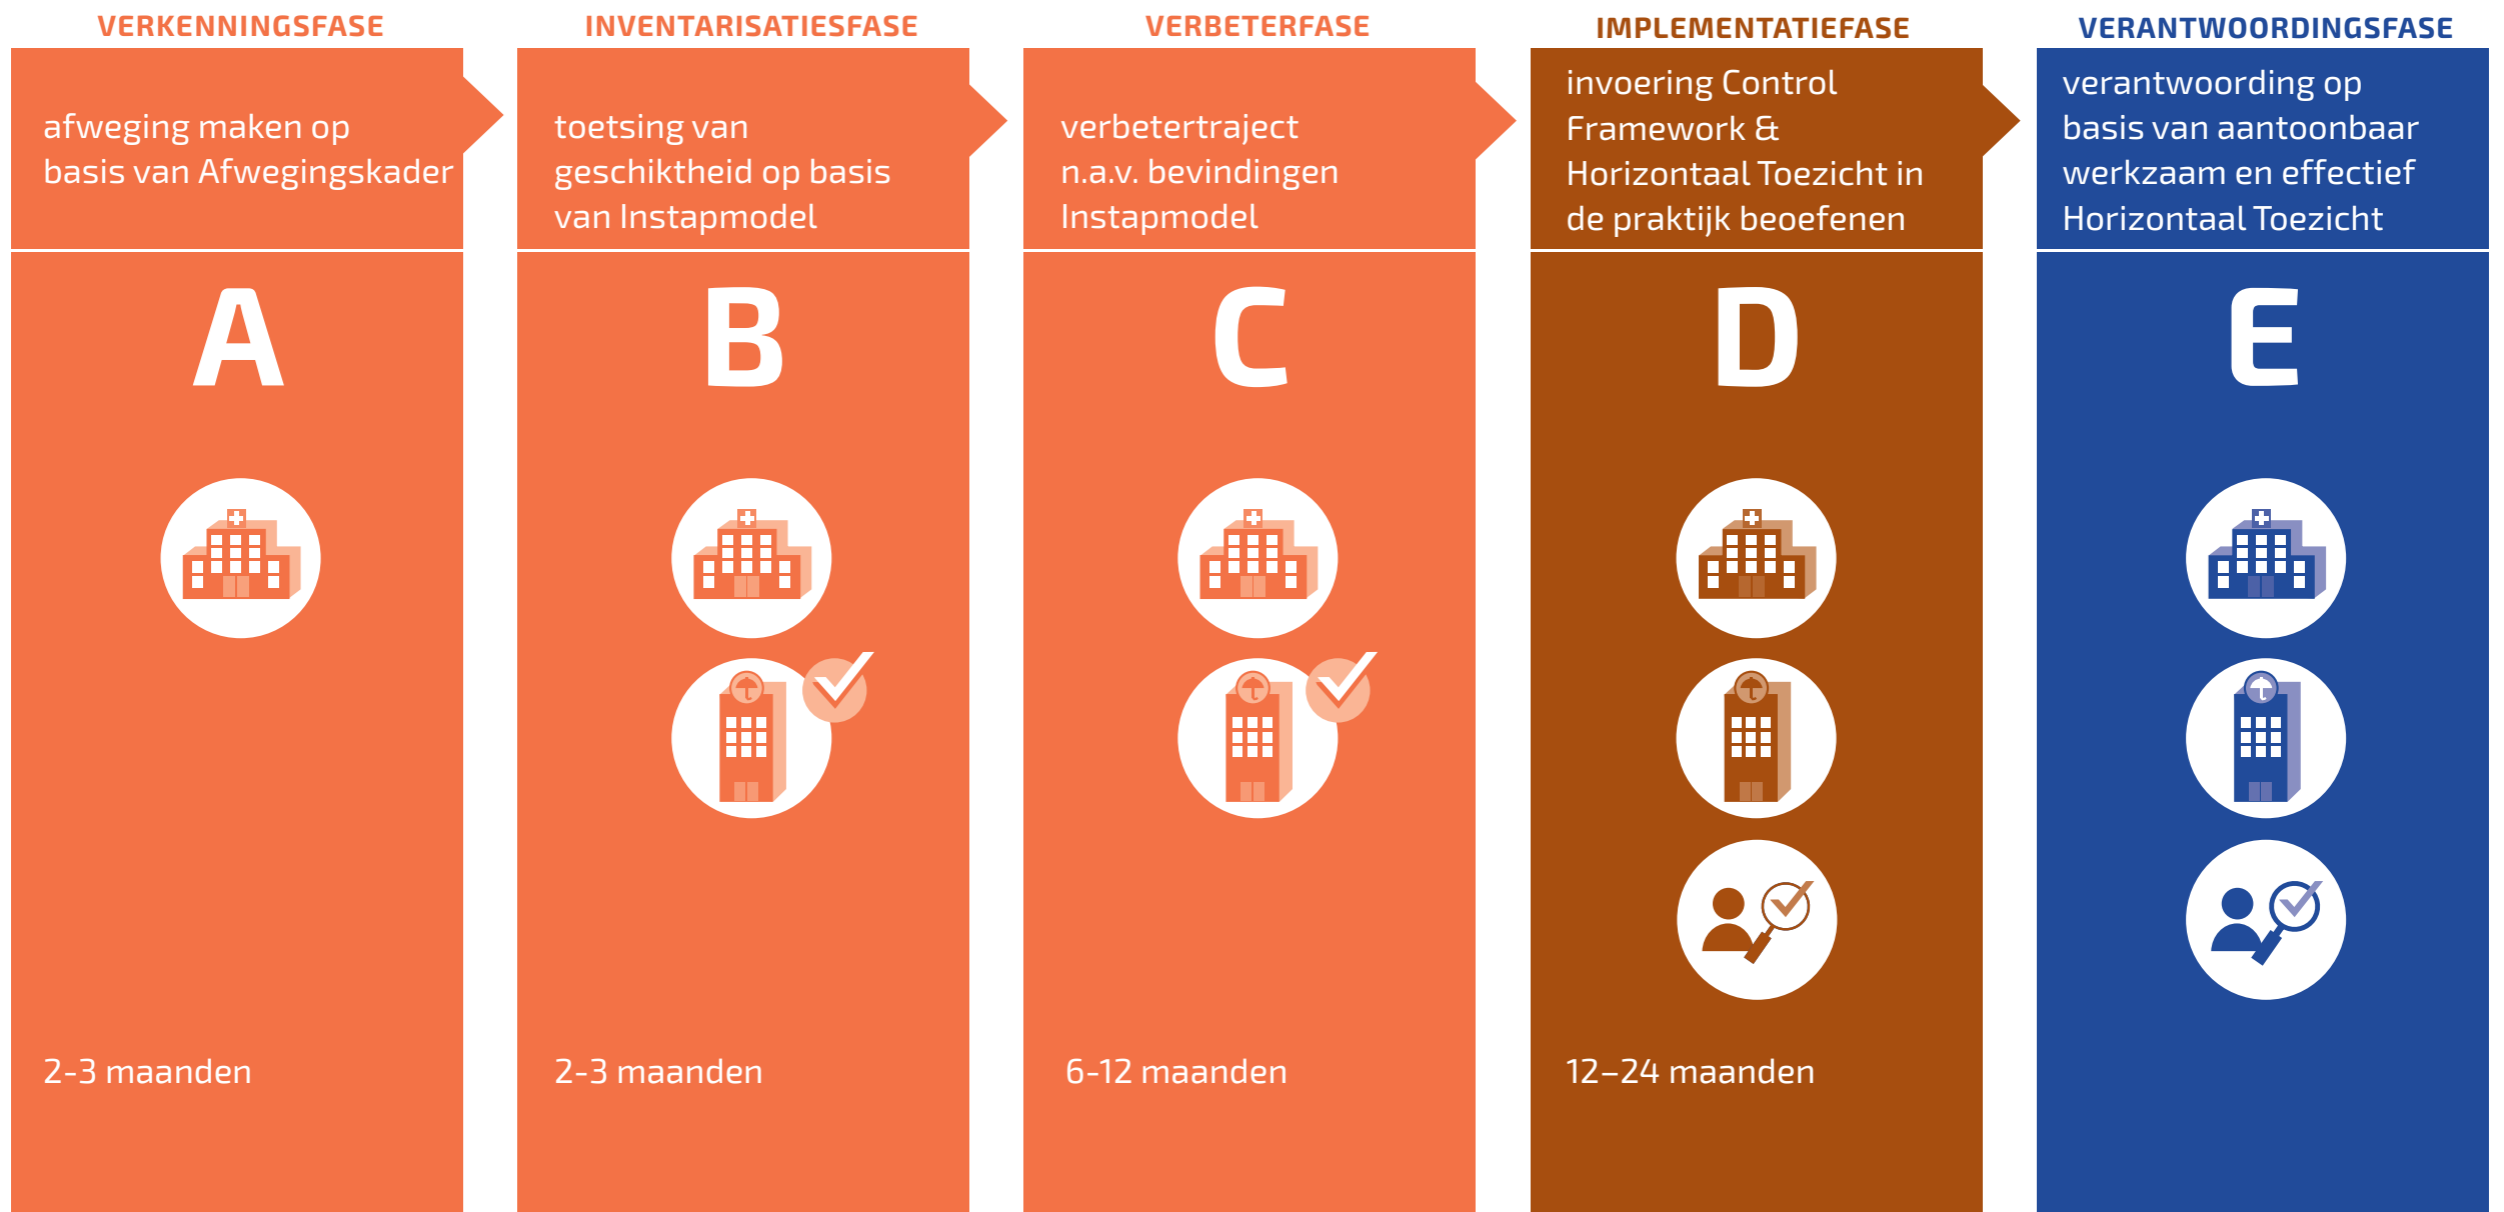 VERKENNINGSFASE
afweging maken op
basis van Afwegingskader
A
2-3 maanden
INVENTARISATIESFASE
toetsing van
geschiktheid op basis
van Instapmodel
B
2-3 maanden
VERBETERFASE
verbetertraject
n.a.v. bevindingen
Instapmodel
C
6-12 maanden
IMPLEMENTATIEFASE
invoering Control
Framework &
Horizontaal Toezicht in
de praktijk beoefenen
D
12–24 maanden
VERANTWOORDINGSFASE
verantwoording op
basis van aantoonbaar
werkzaam en effectief
Horizontaal Toezicht
E